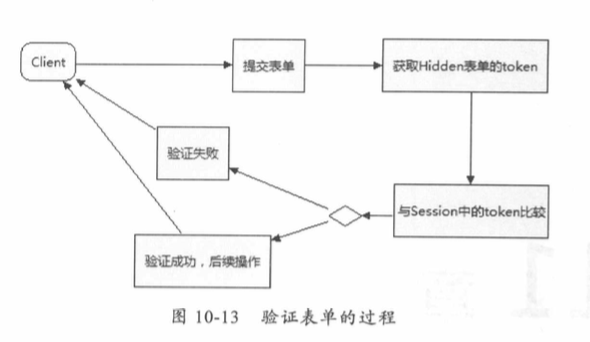 Client
提交表单
获取Hidden表单的token
验证失败
与Session中的token比较
验证成功，后续操作
图 10-13 验证表单的过程